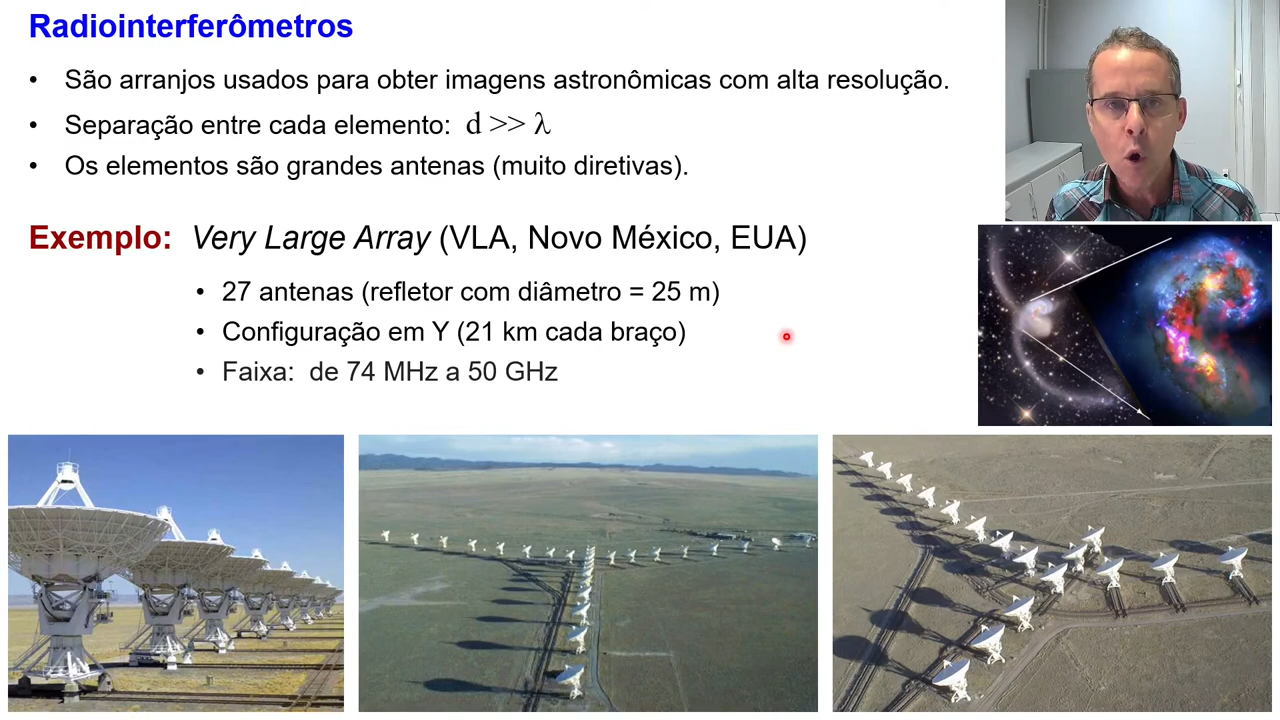 Radiointerferômetros
• São arranjos usados para obter imagens astronômicas com alta resolução.
• Separação entre cada elemento: d >> λ
• Os elementos são grandes antenas (muito diretivas).
Exemplo: Very Large Array (VLA, Novo México, EUA)
• 27 antenas (refletor com diâmetro = 25 m)
• Configuração em Y (21 km cada braço)
• Faixa: de 74 MHz a 50 GHz